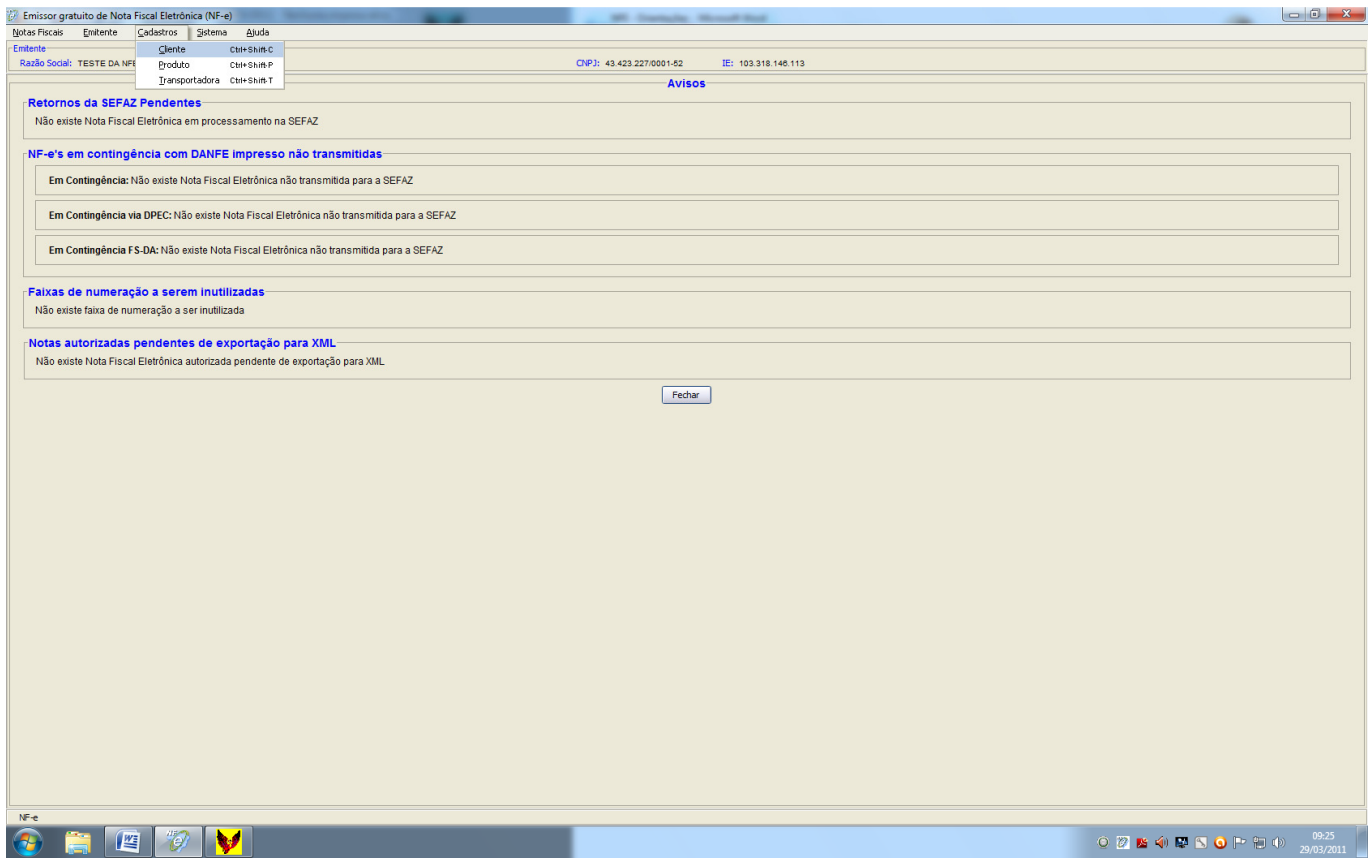 Emissor gratuito de Nota Fiscal Eletrônica (NF-e)
Notas Fiscais Emitente Cadastros Sistema Ajuda
Cliente Ctrl+Shift-C
Produto Ctrl+Shift-P
Transportadora Ctrl+Shift-T
Emitente
Razão Social: TESTE DA NFE CNPJ: 43.423.227/0001-52 IE: 103.318.146.113
Avisos
Retornos da SEFAZ Pendentes
Não existe Nota Fiscal Eletrônica em processamento na SEFAZ
NF-e's em contingência com DANFE impresso não transmitidas
Em Contingência: Não existe Nota Fiscal Eletrônica não transmitida para a SEFAZ
Em Contingência via DPEC: Não existe Nota Fiscal Eletrônica não transmitida para a SEFAZ
Em Contingência FS-DA: Não existe Nota Fiscal Eletrônica não transmitida para a SEFAZ
Faixas de numeração a serem inutilizadas
Não existe faixa de numeração a ser inutilizada
Notas autorizadas pendentes de exportação para XML
Não existe Nota Fiscal Eletrônica autorizada pendente de exportação para XML
Fechar
NF-e
09:25
29/03/2011